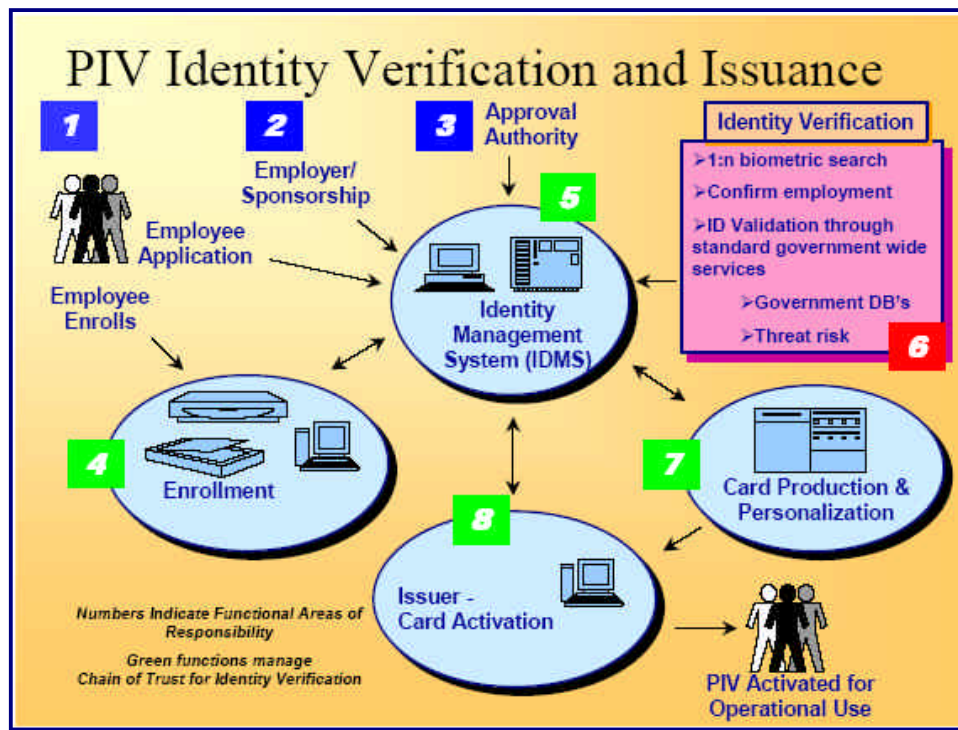 PIV Identity Verification and Issuance
1
2
3
Approval
Authority
Employer/
Sponsorship
Employee
Application
Employee
Enrolls
Identity Verification
➢1:n biometric search
➢Confirm employment
➢ID Validation through
standard government wide
services
➢Government DB's
➢Threat risk
6
5
Identity
Management
System (IDMS)
4
Enrollment
7
Card Production &
Personalization
8
Issuer -
Card Activation
Numbers Indicate Functional Areas of
Responsibility
Green functions manage
Chain of Trust for Identity Verification
PIV Activated for
Operational Use